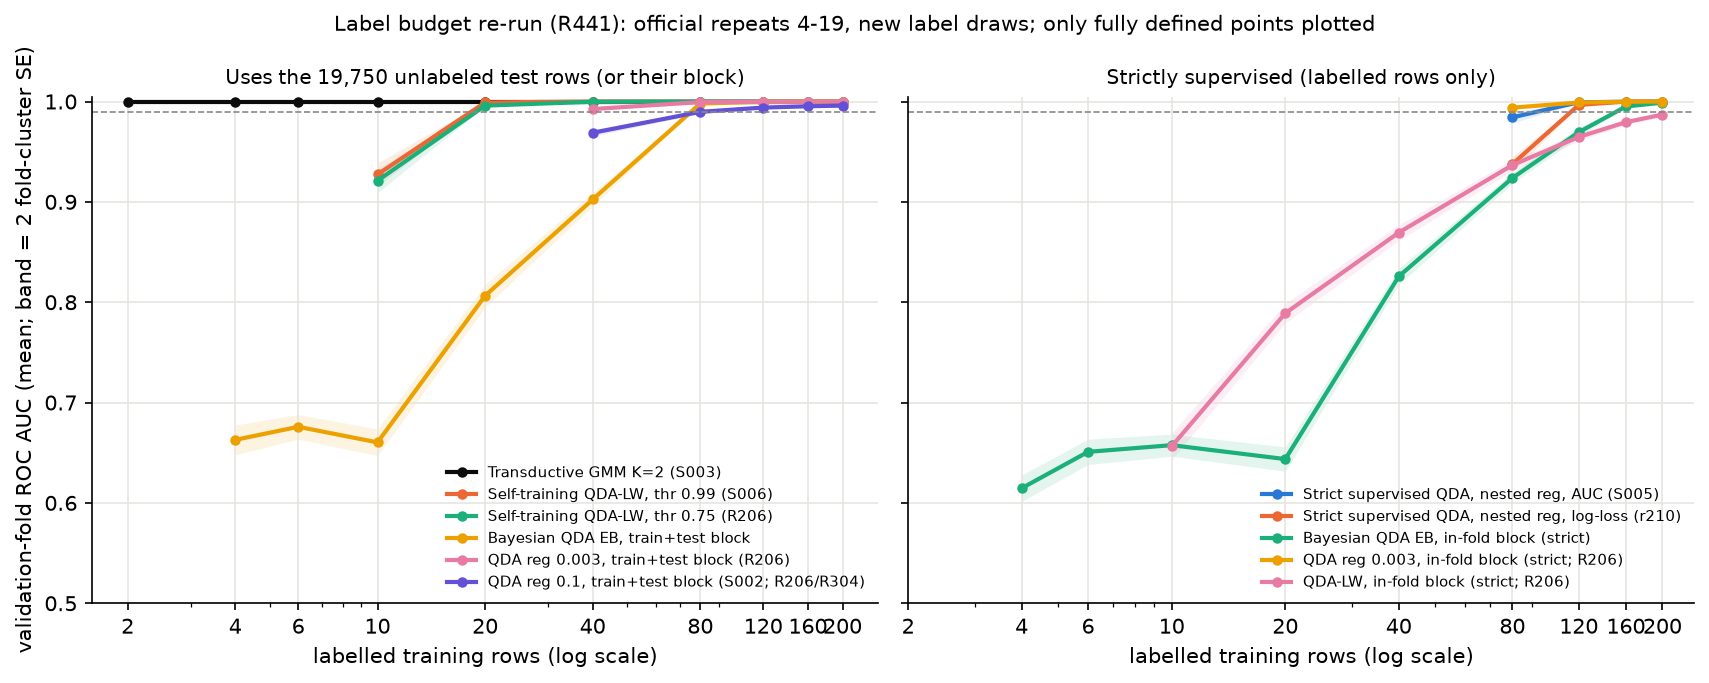 Label budget re-run (R441): official repeats 4-19, new label draws; only fully defined points plotted
Uses the 19,750 unlabeled test rows (or their block)
validation-fold ROC AUC (mean; band = 2 fold-cluster SE)
1.0
0.9
0.8
0.7
0.6
0.5
Transductive GMM K=2 (S003)
Self-training QDA-LW, thr 0.99 (S006)
Self-training QDA-LW, thr 0.75 (R206)
Bayesian QDA EB, train+test block
QDA reg 0.003, train+test block (R206)
QDA reg 0.1, train+test block (S002; R206/R304)
2 4 6 10 20 40 80 120 160 200
labelled training rows (log scale)
Strictly supervised (labelled rows only)
Strict supervised QDA, nested reg, AUC (S005)
Strict supervised QDA, nested reg, log-loss (r210)
Bayesian QDA EB, in-fold block (strict)
QDA reg 0.003, in-fold block (strict; R206)
QDA-LW, in-fold block (strict; R206)
2 4 6 10 20 40 80 120 160 200
labelled training rows (log scale)